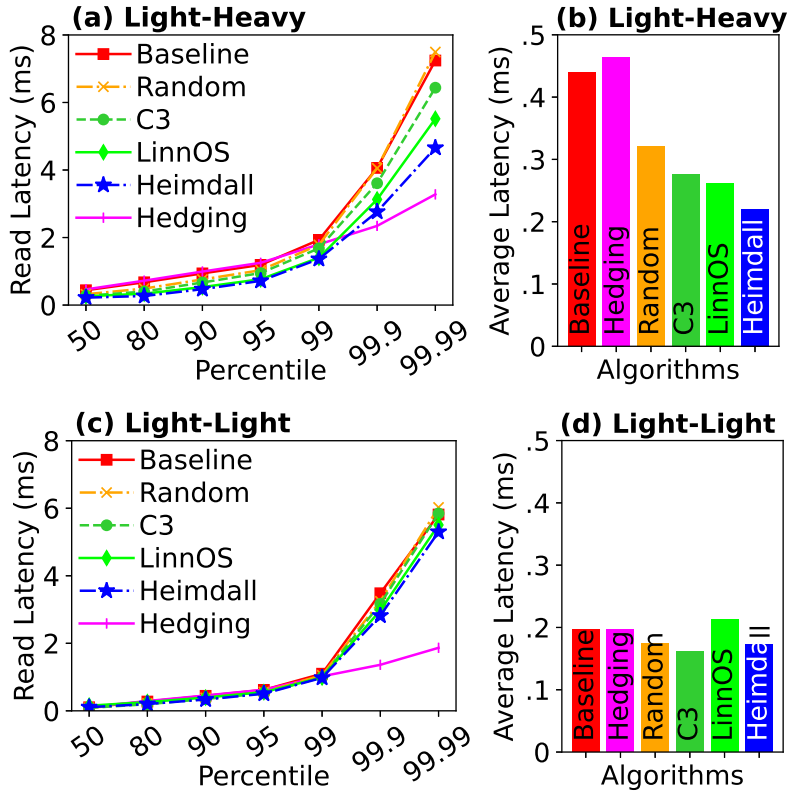 (a) Light-Heavy
Read Latency (ms)
8
6
4
2
0
Baseline
Random
C3
LinnOS
Heimdall
Hedging
50
80
90
95
99
99.9
99.99
Percentile
(b) Light-Heavy
Average Latency (ms)
.5
.4
.3
.2
.1
0
Baseline
Hedging
Random
C3
LinnOS
Heimdall
Algorithms
(c) Light-Light
Read Latency (ms)
8
6
4
2
0
Baseline
Random
C3
LinnOS
Heimdall
Hedging
50
80
90
95
99
99.9
99.99
Percentile
(d) Light-Light
Average Latency (ms)
.5
.4
.3
.2
.1
0
Baseline
Hedging
Random
C3
LinnOS
Heimdall
Algorithms